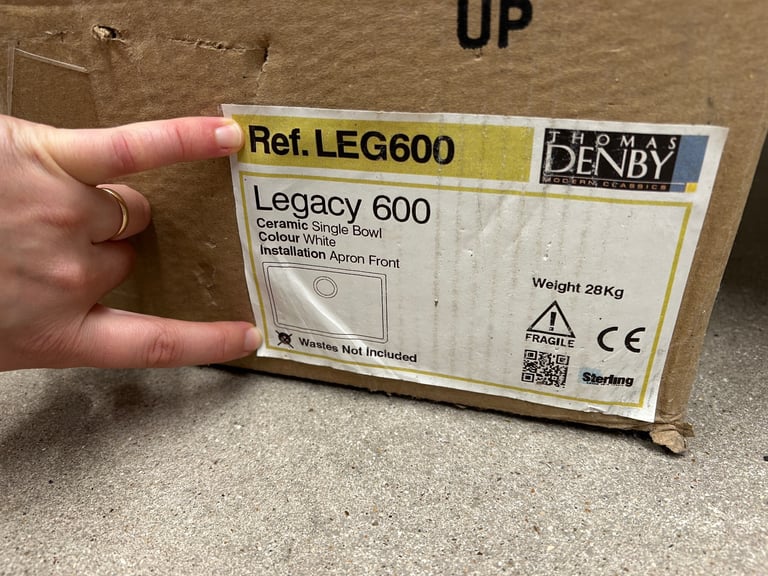 UP
Ref. LEG600
THOMAS
DENBY
MODERN CLASSICS
Legacy 600
Ceramic Single Bowl
Colour White
Installation Apron Front
Wastes Not Included
Weight 28Kg
FRAGILE
CE
Sterling